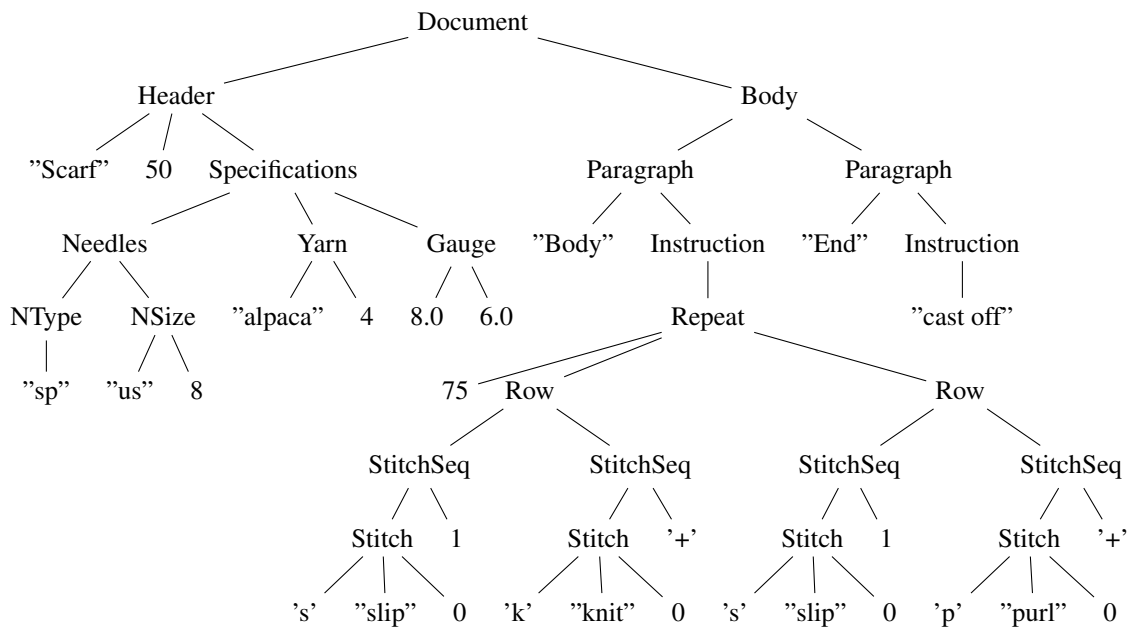 Document
Header Body
”Scarf” 50 Specifications Paragraph Paragraph
Needles Yarn Gauge ”Body” Instruction ”End” Instruction
NType NSize ”alpaca” 4 8.0 6.0 Repeat ”cast off”
”sp” ”us” 8 75 Row Row
StitchSeq StitchSeq StitchSeq StitchSeq
Stitch 1 Stitch ’+’ Stitch 1 Stitch ’+’
’s’ ”slip” 0 ’k’ ”knit” 0 ’s’ ”slip” 0 ’p’ ”purl” 0